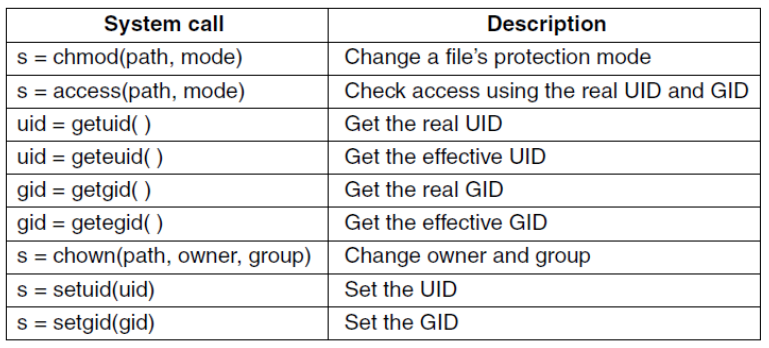 System call Description
s = chmod(path, mode) Change a file's protection mode
s = access(path, mode) Check access using the real UID and GID
uid = getuid( ) Get the real UID
uid = geteuid( ) Get the effective UID
gid = getgid( ) Get the real GID
gid = getegid( ) Get the effective GID
s = chown(path, owner, group) Change owner and group
s = setuid(uid) Set the UID
s = setgid(gid) Set the GID